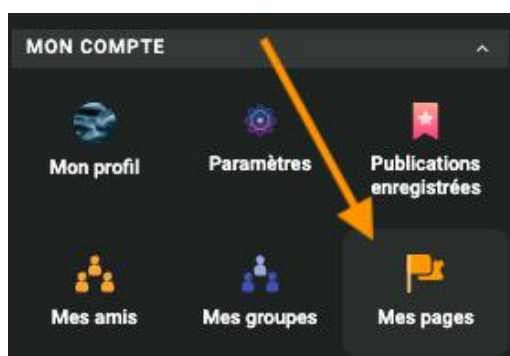 MON COMPTE
Mon profil
Paramètres
Publications
enregistrées
Mes amis
Mes groupes
Mes pages